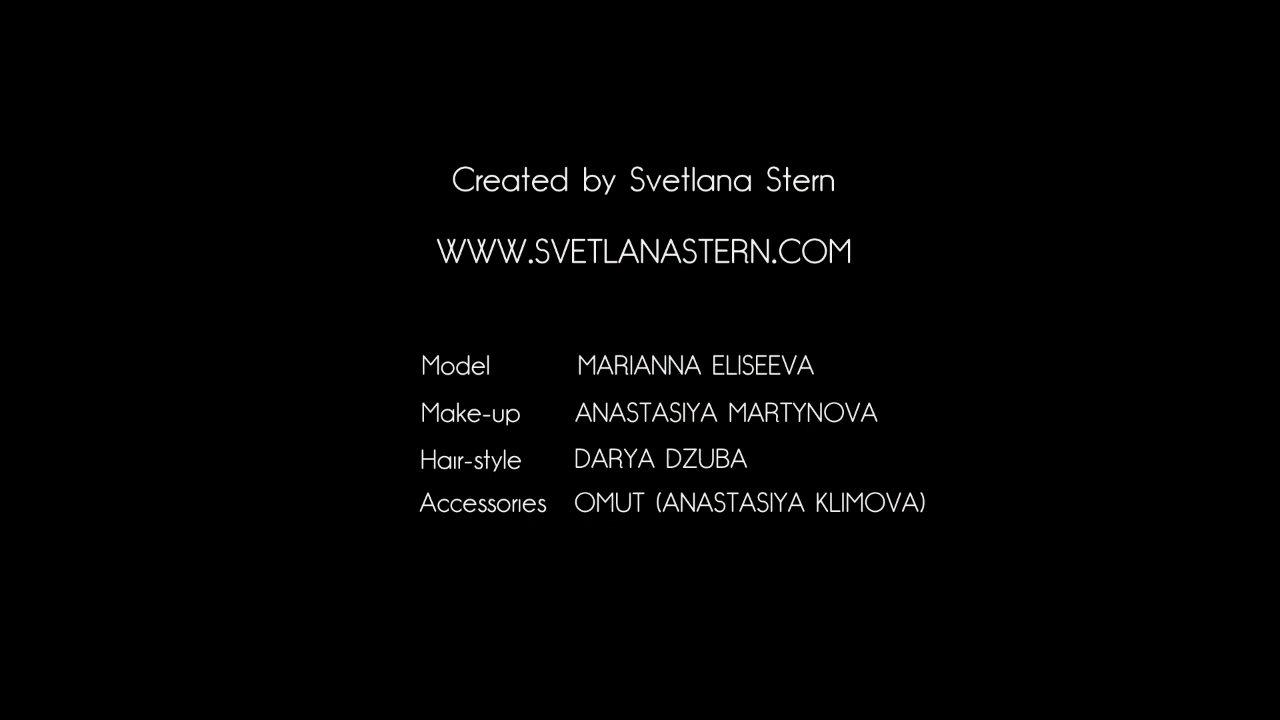 Created by Svetlana Stern
WWW.SVETLANASTERN.COM
Model MARIANNA ELISEEVA
Make-up ANASTASIYA MARTYNOVA
Hair-style DARYA DZUBA
Accessories OMUT (ANASTASIYA KLIMOVA)